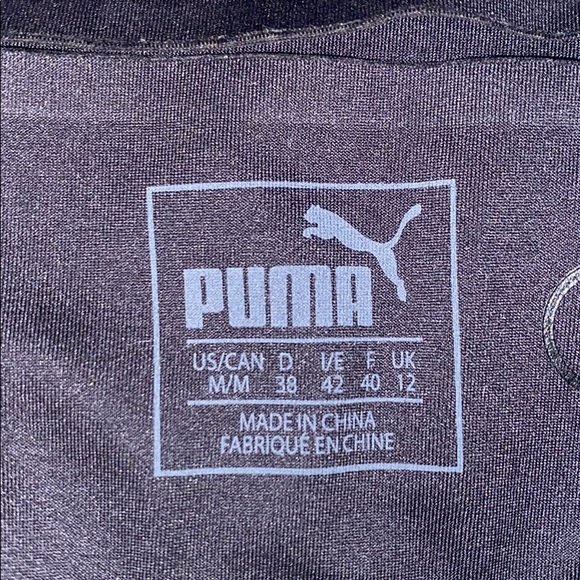 PUMA
US/CAN D I/E F UK
M/M 38 42 40 12
MADE IN CHINA
FABRIQUÉ EN CHINE